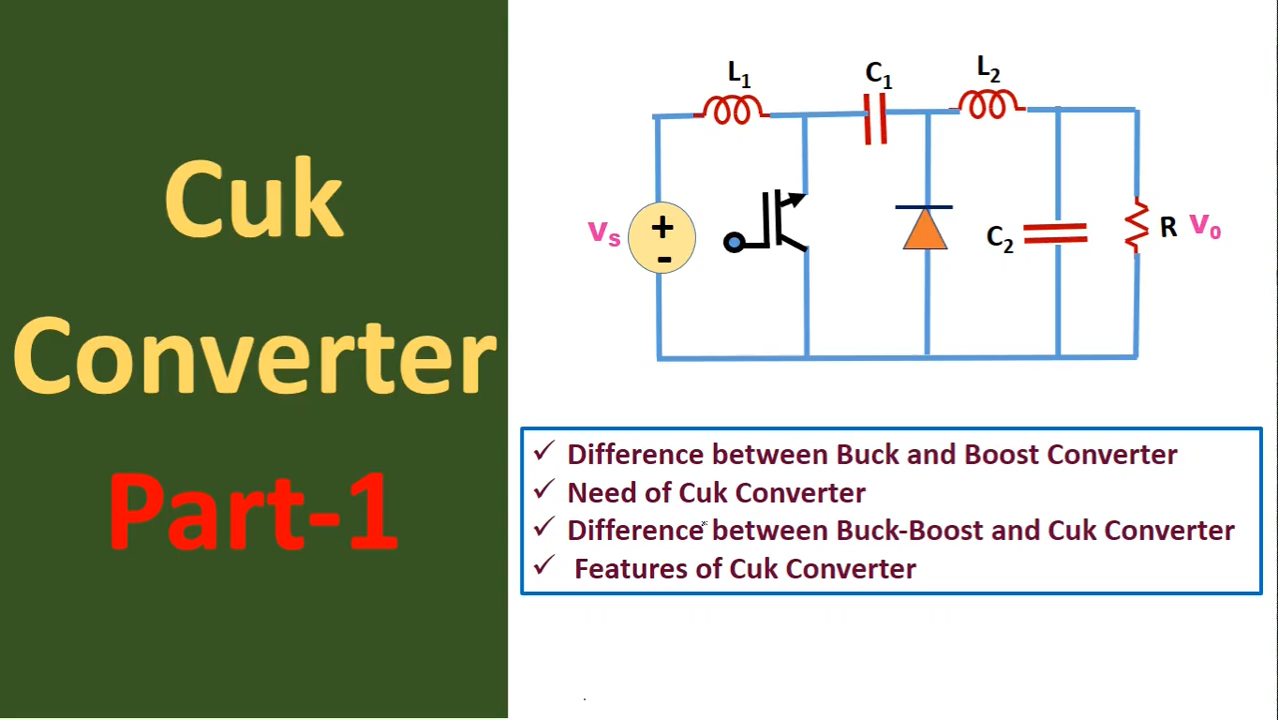 Cuk
Converter
Part-1
L₁
C₁
L₂
vₛ
+
-
C₂
R
v₀
✓ Difference between Buck and Boost Converter
✓ Need of Cuk Converter
✓ Difference between Buck-Boost and Cuk Converter
✓ Features of Cuk Converter